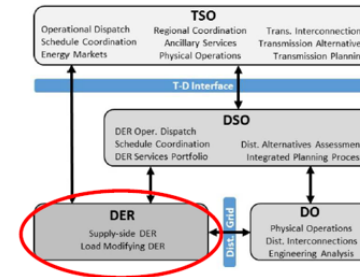 TSO
Operational Dispatch
Schedule Coordination
Energy Markets
Regional Coordination
Ancillary Services
Physical Operations
Trans. Interconnection
Transmission Alternative
Transmission Plannin
T-D Interface
DSO
DER Oper. Dispatch
Schedule Coordination
DER Services Portfolio
Dist. Alternatives Assessmen
Integrated Planning Proces
DER
Supply-side DER
Load Modifying DER
Dist. Grid
DO
Physical Operations
Dist. Interconnections
Engineering Analysis